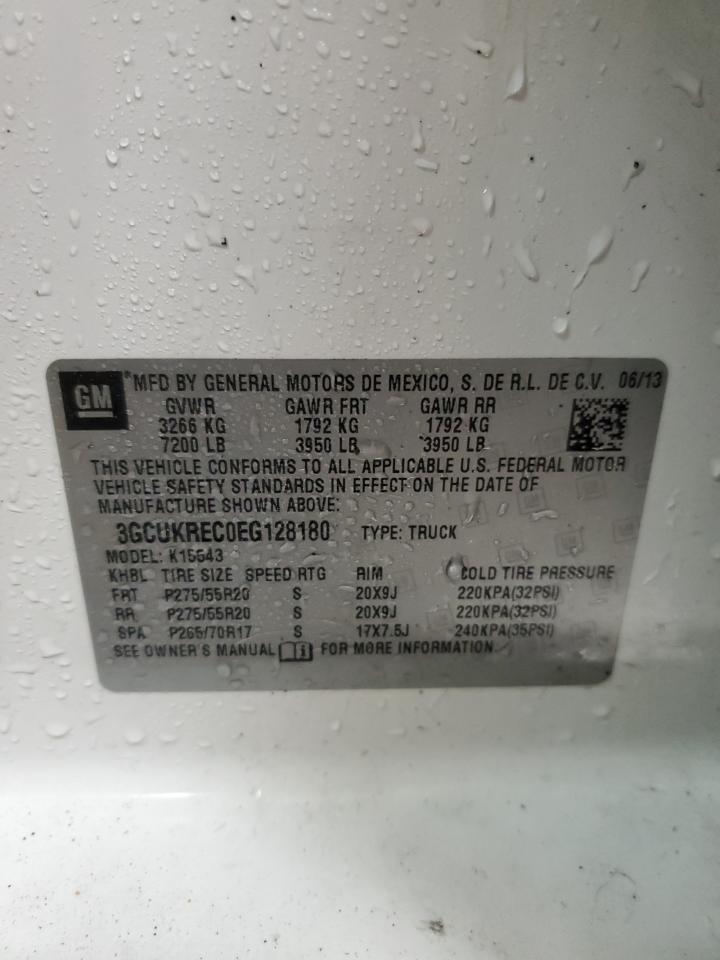 GM *MFD BY GENERAL MOTORS DE MEXICO, S. DE R.L. DE C.V. 06/13
GVWR GAWR FRT GAWR RR
3266 KG 1792 KG 1792 KG
7200 LB 3950 LB 3950 LB
THIS VEHICLE CONFORMS TO ALL APPLICABLE U.S. FEDERAL MOTOR
VEHICLE SAFETY STANDARDS IN EFFECT ON THE DATE OF
MANUFACTURE SHOWN ABOVE:
3GCUKREC0EG128180 TYPE: TRUCK
MODEL: K15543
KHBL TIRE SIZE SPEED RTG RIM COLD TIRE PRESSURE
FRT P275/55R20 S 20X9J 220KPA(32PSI)
RR P275/55R20 S 20X9J 220KPA(32PSI)
SPA P265/70R17 S 17X7.5J 240KPA(35PSI)
SEE OWNER'S MANUAL FOR MORE INFORMATION